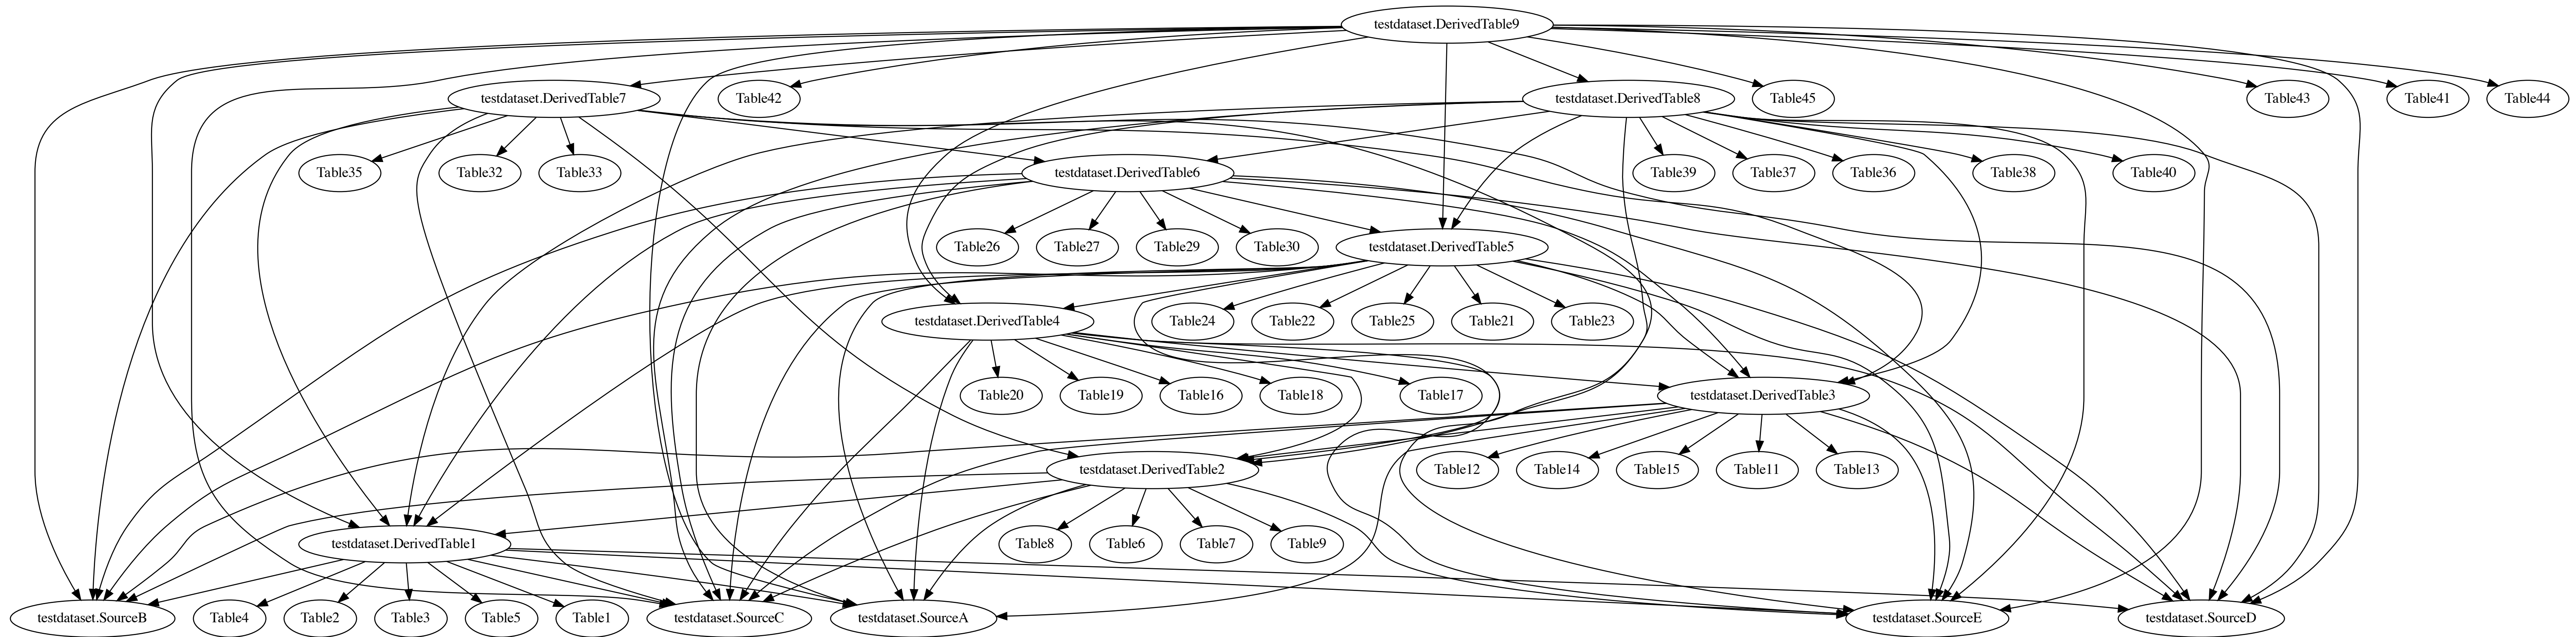 testdataset.DerivedTable9
testdataset.DerivedTable7
Table42
testdataset.DerivedTable8
Table45
Table43
Table41
Table44
Table35
Table32
Table33
testdataset.DerivedTable6
Table39
Table37
Table36
Table38
Table40
Table26
Table27
Table29
Table30
testdataset.DerivedTable5
testdataset.DerivedTable4
Table24
Table22
Table25
Table21
Table23
Table20
Table19
Table16
Table18
Table17
testdataset.DerivedTable3
testdataset.DerivedTable2
Table12
Table14
Table15
Table11
Table13
testdataset.DerivedTable1
Table8
Table6
Table7
Table9
testdataset.SourceB
Table4
Table2
Table3
Table5
Table1
testdataset.SourceC
testdataset.SourceA
testdataset.SourceE
testdataset.SourceD